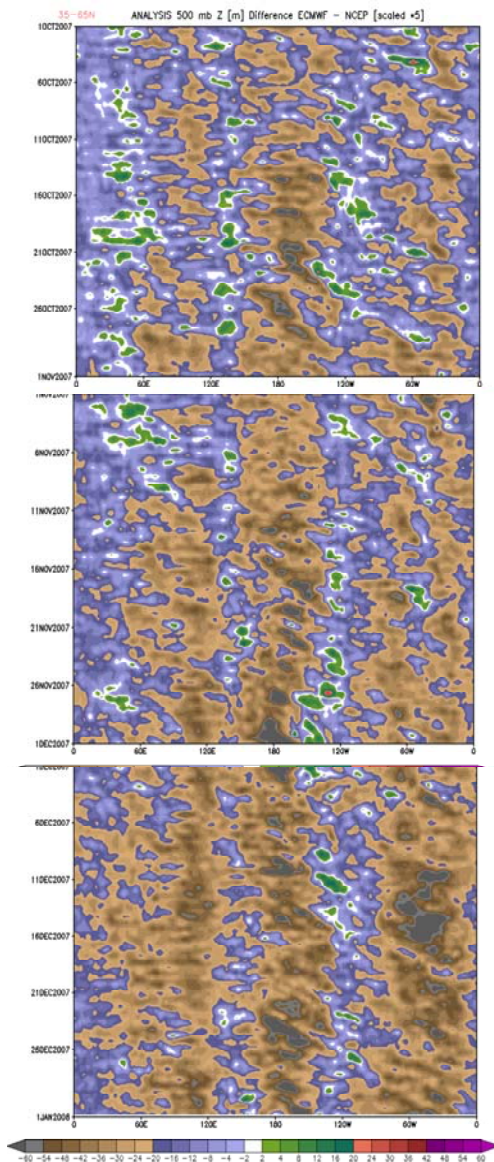 35-65N ANALYSIS 500 mb Z [m] Difference ECMWF - NCEP [scaled *5]
1OCT2007
6OCT2007
11OCT2007
16OCT2007
21OCT2007
26OCT2007
1NOV2007
0 60E 120E 180 120W 60W 0
1NOV2007
6NOV2007
11NOV2007
16NOV2007
21NOV2007
26NOV2007
1DEC2007
0 60E 120E 180 120W 60W 0
1DEC2007
6DEC2007
11DEC2007
16DEC2007
21DEC2007
26DEC2007
1JAN2008
0 60E 120E 180 120W 60W 0
-60 -54 -48 -42 -36 -30 -24 -20 -16 -12 -8 -4 -2 2 4 8 12 16 20 24 30 36 42 48 54 60